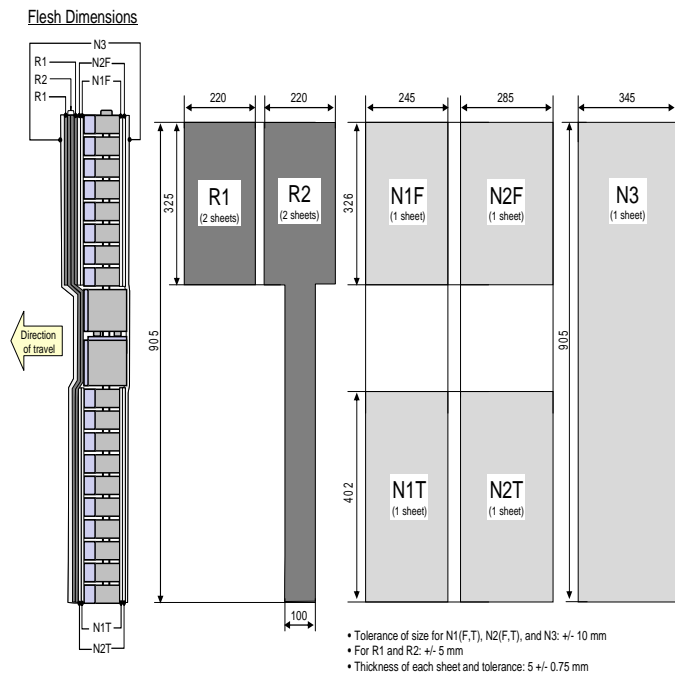 Flesh Dimensions
N3
R1
N2F
R2
N1F
R1
220
220
245
285
345
325
326
R1
(2 sheets)
R2
(2 sheets)
N1F
(1 sheet)
N2F
(1 sheet)
N3
(1 sheet)
Direction
of travel
905
905
402
N1T
(1 sheet)
N2T
(1 sheet)
100
N1T
N2T
• Tolerance of size for N1(F,T), N2(F,T), and N3: +/- 10 mm
• For R1 and R2: +/- 5 mm
• Thickness of each sheet and tolerance: 5 +/- 0.75 mm